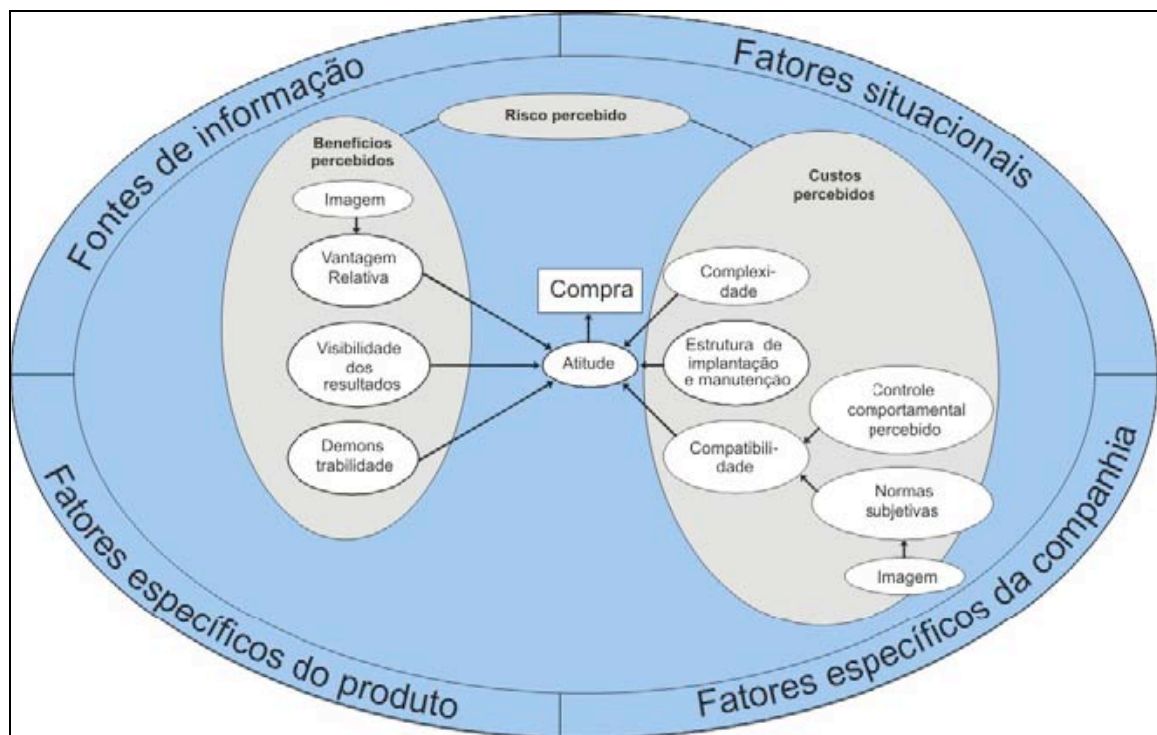 Fontes de informação
Fatores situacionais
Risco percebido
Benefícios
percebidos
Imagem
Vantagem
Relativa
Visibilidade
dos
resultados
Demons
trabilidade
Compra
Atitude
Custos
percebidos
Complexi-
dade
Estrutura de
implantação
e manutenção
Compatibili-
dade
Controle
comportamental
percebido
Normas
subjetivas
Imagem
Fatores específicos do produto
Fatores específicos da companhia